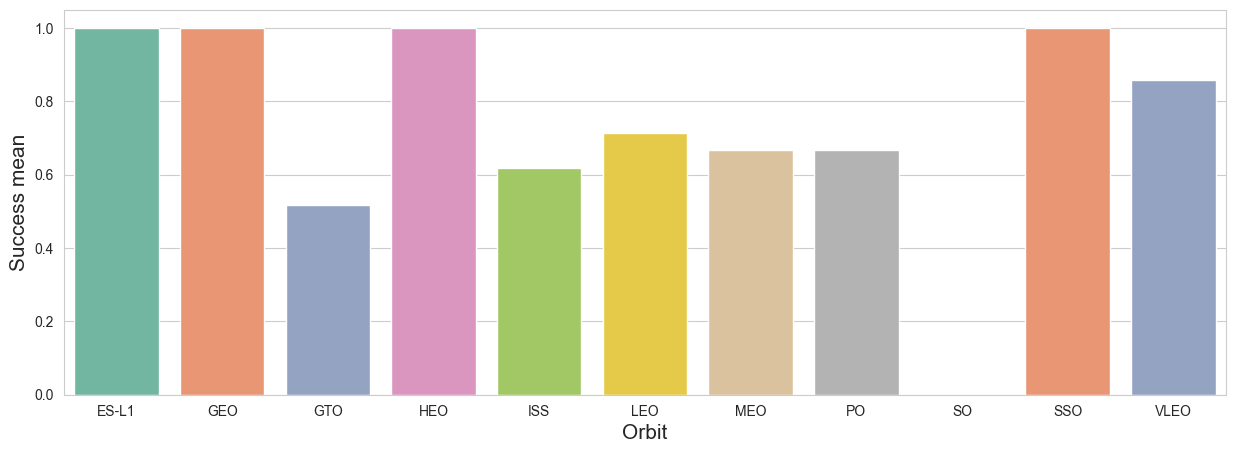 Success mean
1.0
0.8
0.6
0.4
0.2
0.0
ES-L1 GEO GTO HEO ISS LEO MEO PO SO SSO VLEO
Orbit